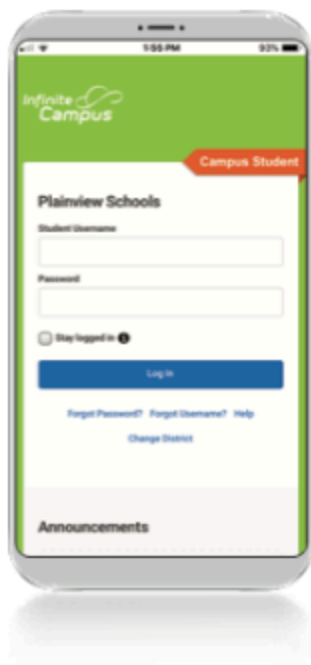 1:55 PM 93%
Infinite
Campus
Campus Student
Plainview Schools
Student Username
Password
Stay logged in
Log In
Forgot Password? Forgot Username? Help
Change District
Announcements